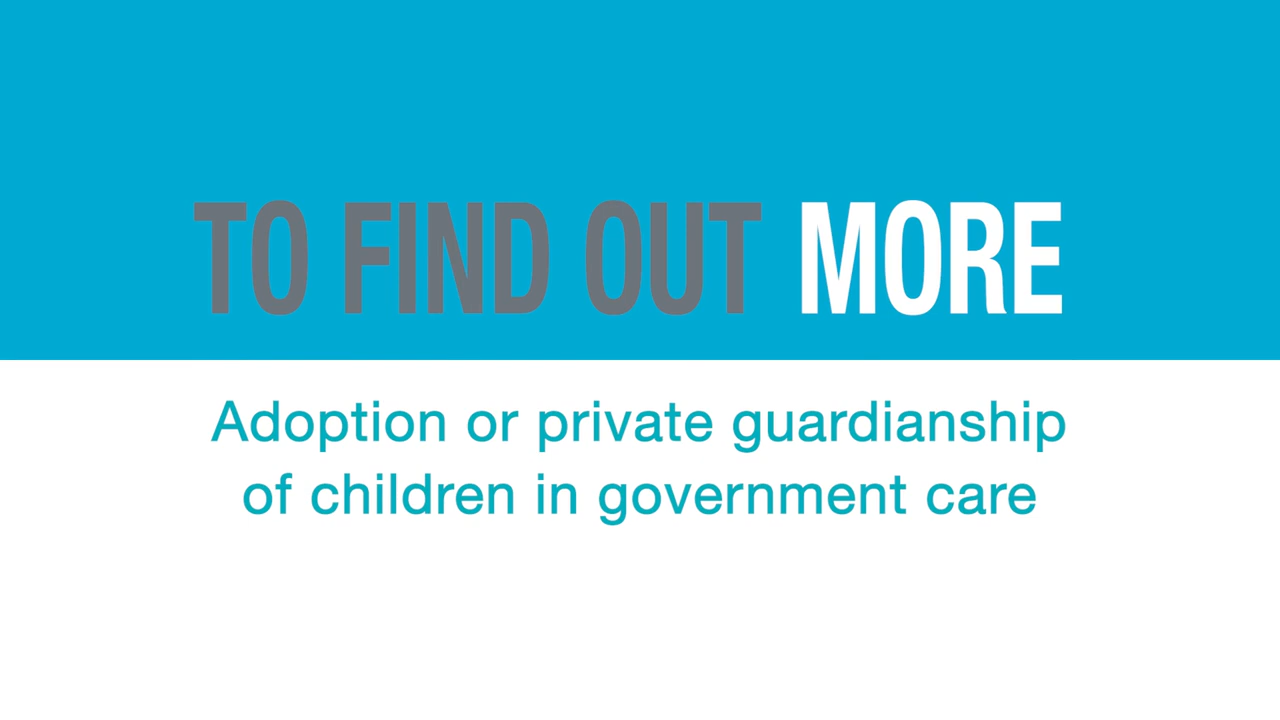 TO FIND OUT MORE
Adoption or private guardianship
of children in government care